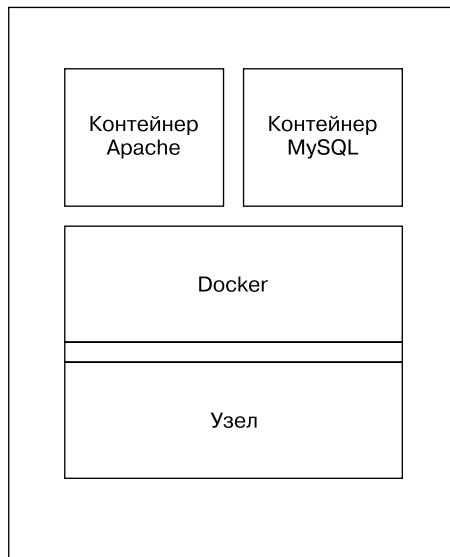 Контейнер
Apache
Контейнер
MySQL
Docker
Узел